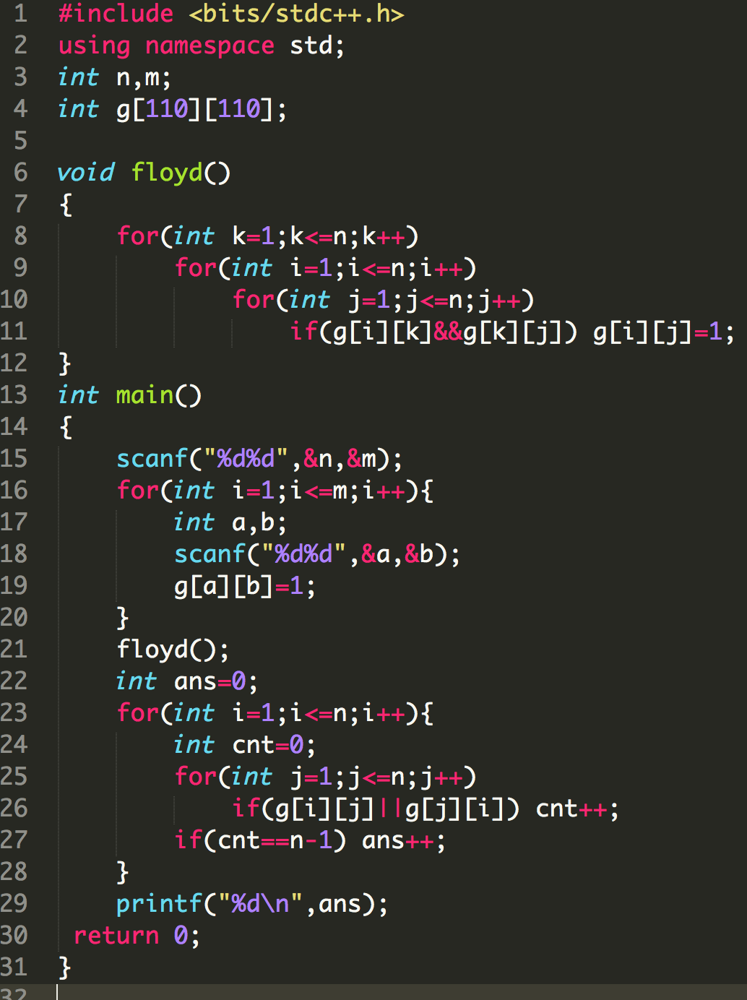 1 #include <bits/stdc++.h>
2 using namespace std;
3 int n,m;
4 int g[110][110];
5
6 void floyd()
7 {
8     for(int k=1;k<=n;k++)
9         for(int i=1;i<=n;i++)
10             for(int j=1;j<=n;j++)
11                 if(g[i][k]&&g[k][j]) g[i][j]=1;
12 }
13 int main()
14 {
15     scanf("%d%d",&n,&m);
16     for(int i=1;i<=m;i++){
17         int a,b;
18         scanf("%d%d",&a,&b);
19         g[a][b]=1;
20     }
21     floyd();
22     int ans=0;
23     for(int i=1;i<=n;i++){
24         int cnt=0;
25         for(int j=1;j<=n;j++)
26             if(g[i][j]||g[j][i]) cnt++;
27         if(cnt==n-1) ans++;
28     }
29     printf("%d\n",ans);
30  return 0;
31 }
32